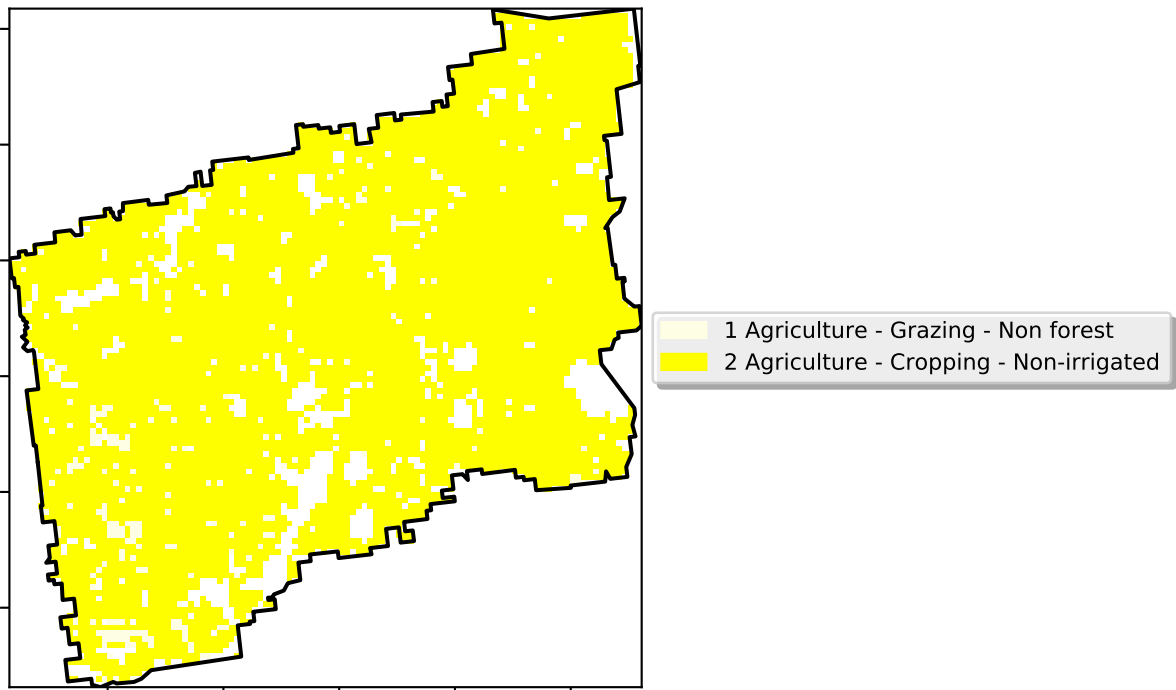 1 Agriculture - Grazing - Non forest
2 Agriculture - Cropping - Non-irrigated